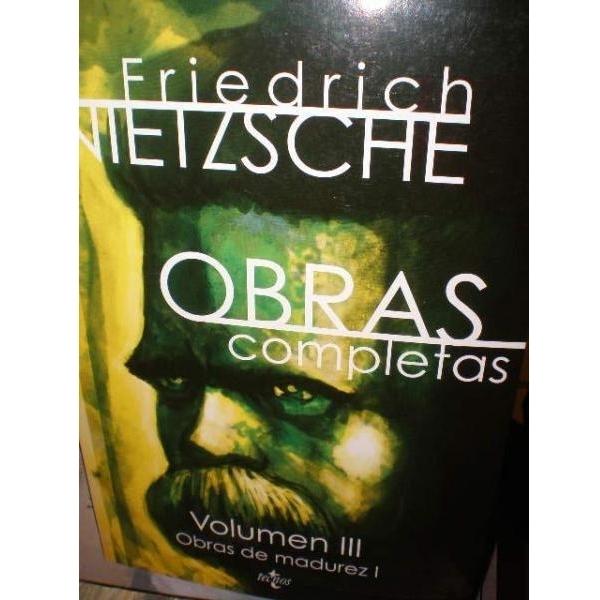 Friedrich
NIETZSCHE
OBRAS
completas
Volumen III
Obras de madurez I
tecnos